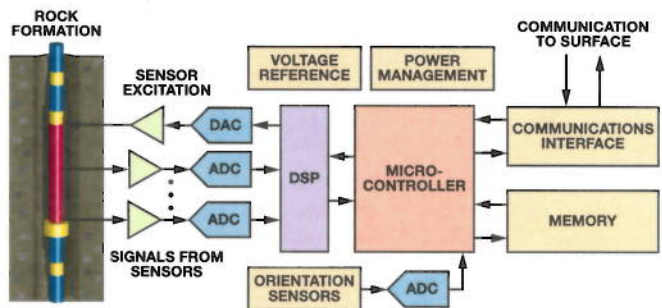 ROCK
FORMATION
COMMUNICATION
TO SURFACE
SENSOR
EXCITATION
VOLTAGE
REFERENCE
POWER
MANAGEMENT
DAC
ADC
ADC
DSP
MICRO-
CONTROLLER
COMMUNICATIONS
INTERFACE
MEMORY
SIGNALS FROM
SENSORS
ORIENTATION
SENSORS
ADC